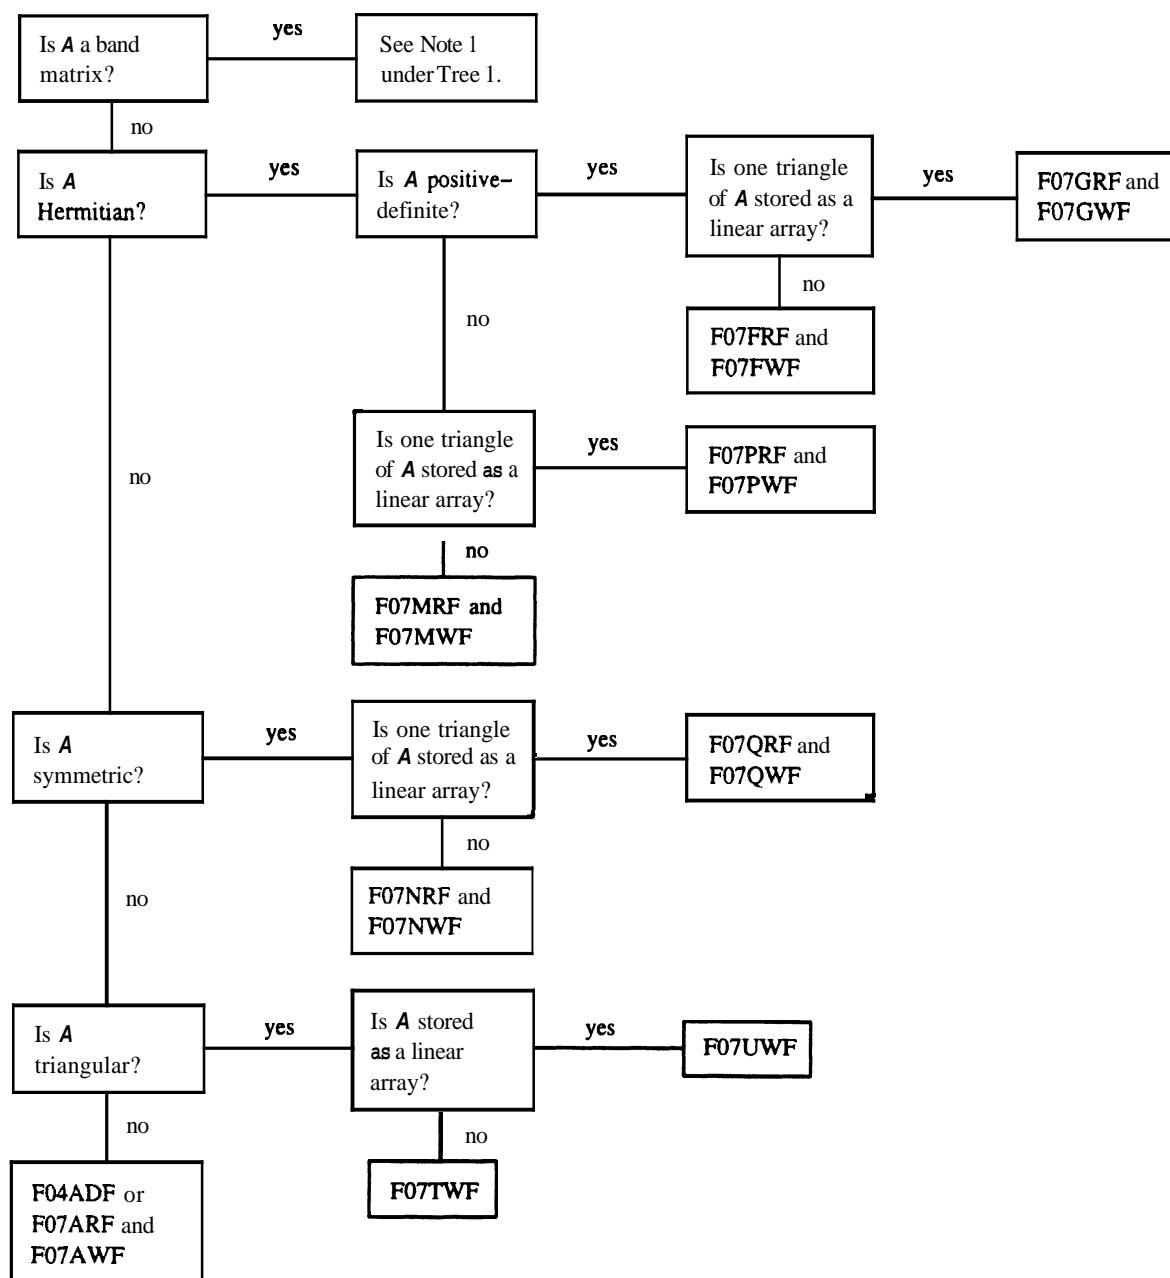 Is A a band
matrix?
yes
See Note 1
under Tree 1.
no
Is A
Hermitian?
yes
Is A positive-
definite?
yes
Is one triangle
of A stored as a
linear array?
yes
F07GRF and
F07GWF
no
F07FRF and
F07FWF
no
Is one triangle
of A stored as a
linear array?
yes
F07PRF and
F07PWF
no
F07MRF and
F07MWF
no
Is A
symmetric?
yes
Is one triangle
of A stored as a
linear array?
yes
F07QRF and
F07QWF
no
F07NRF and
F07NWF
no
Is A
triangular?
yes
Is A stored
as a linear
array?
yes
F07UWF
no
F07TWF
no
F04ADF or
F07ARF and
F07AWF